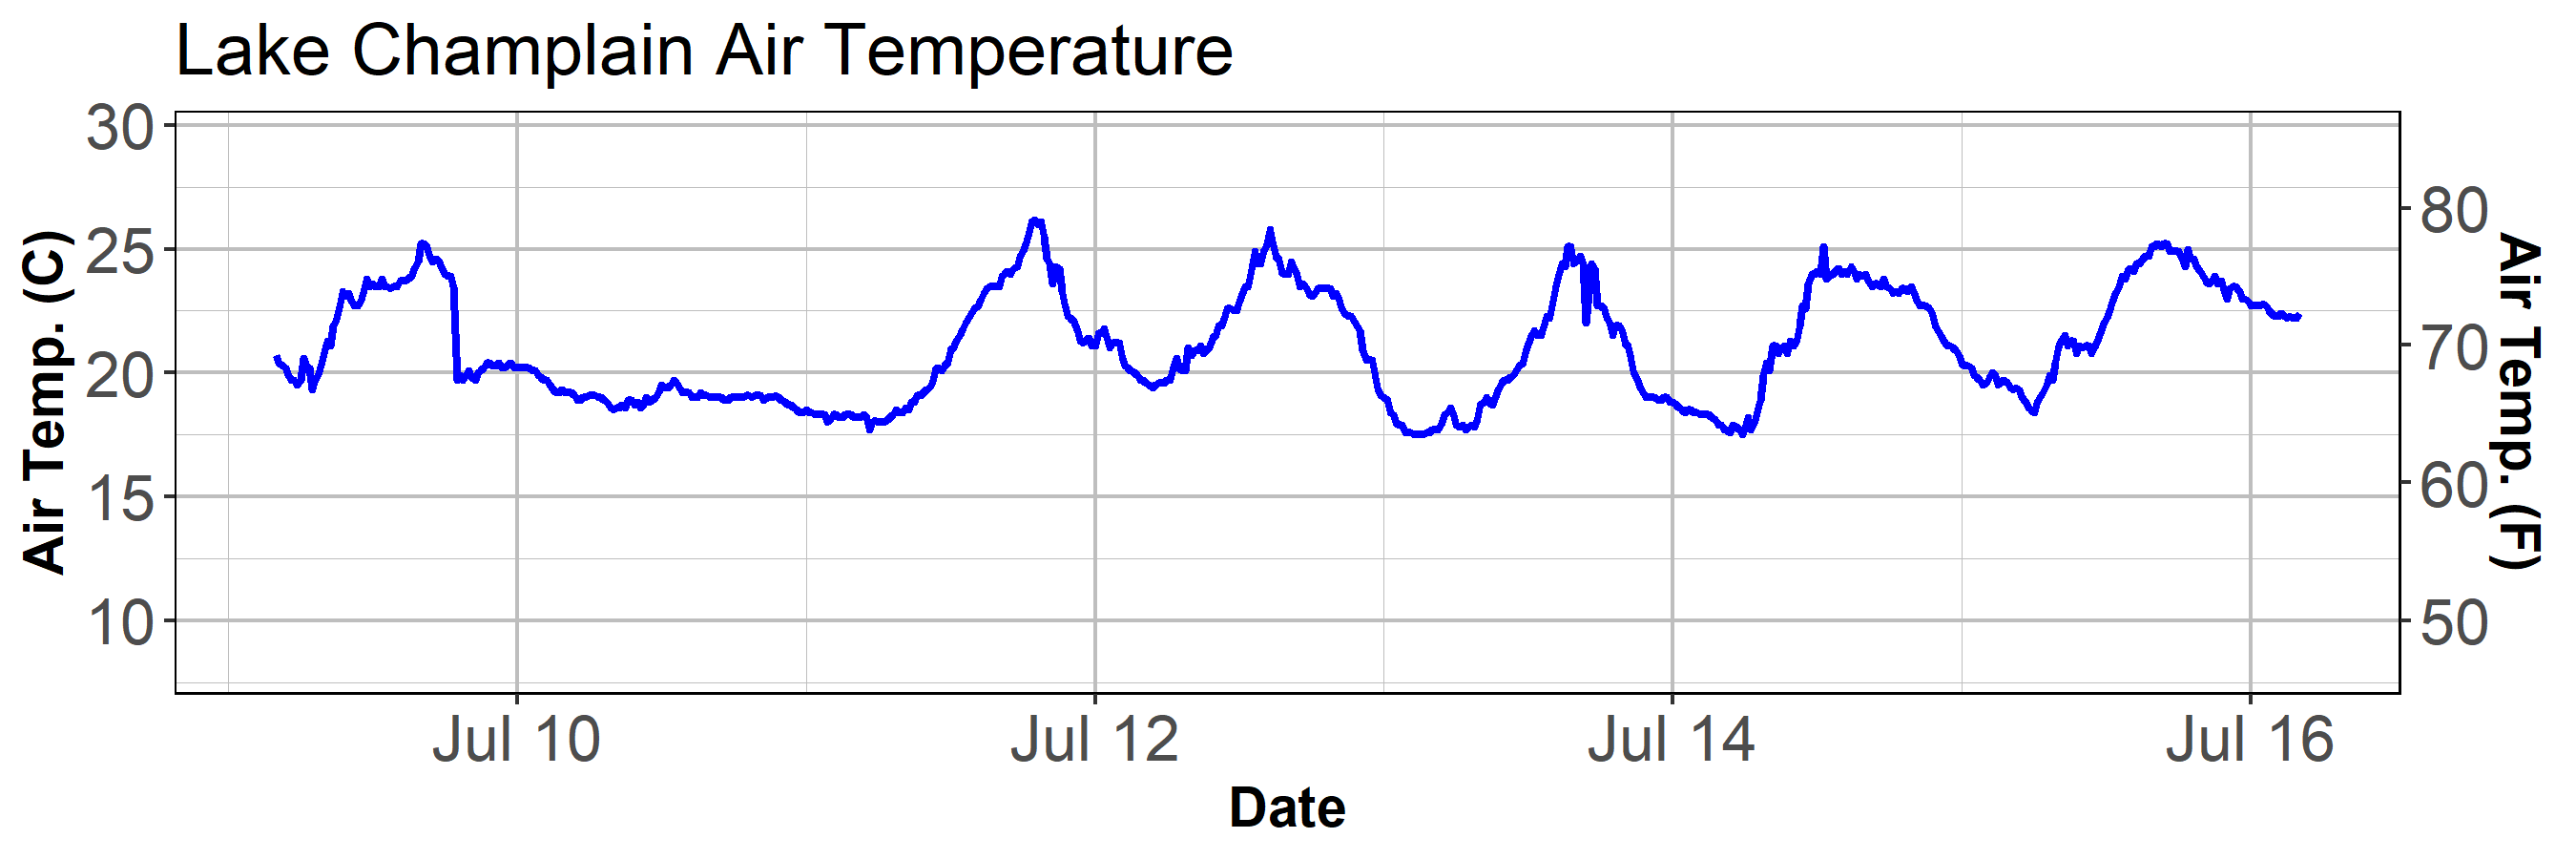 Lake Champlain Air Temperature
Air Temp. (C)
30
25
20
15
10
80
70
60
50
Air Temp. (F)
Jul 10 Jul 12 Jul 14 Jul 16
Date